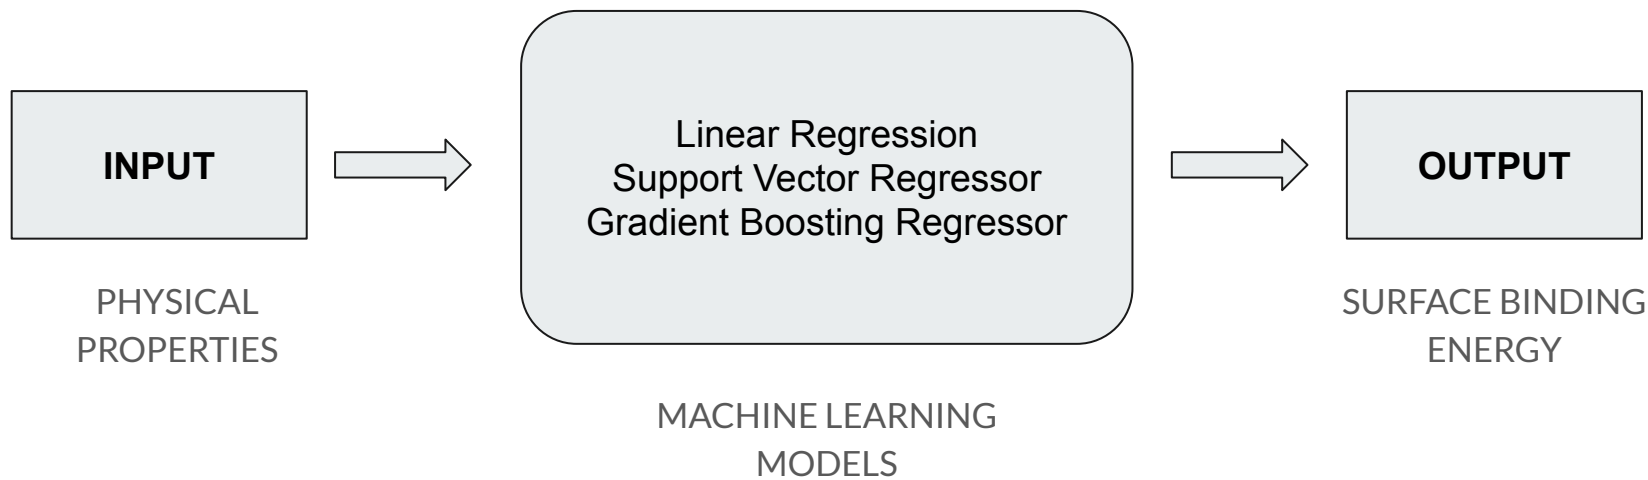 INPUT
PHYSICAL
PROPERTIES
Linear Regression
Support Vector Regressor
Gradient Boosting Regressor
MACHINE LEARNING
MODELS
OUTPUT
SURFACE BINDING
ENERGY